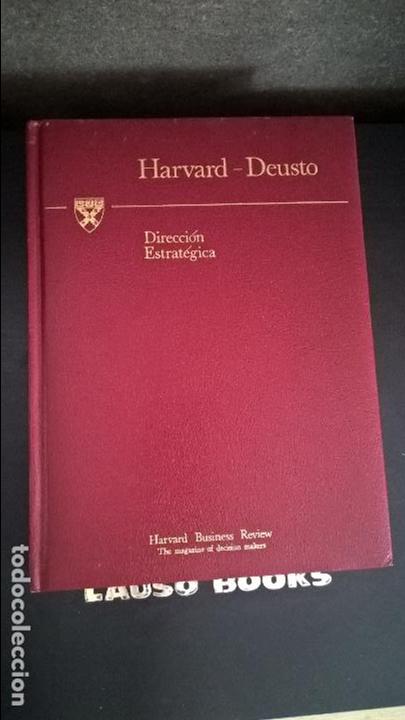 Harvard - Deusto
Dirección
Estratégica
Harvard Business Review
The magazine of decision makers
LAUSO BOOKS
todocoleccion